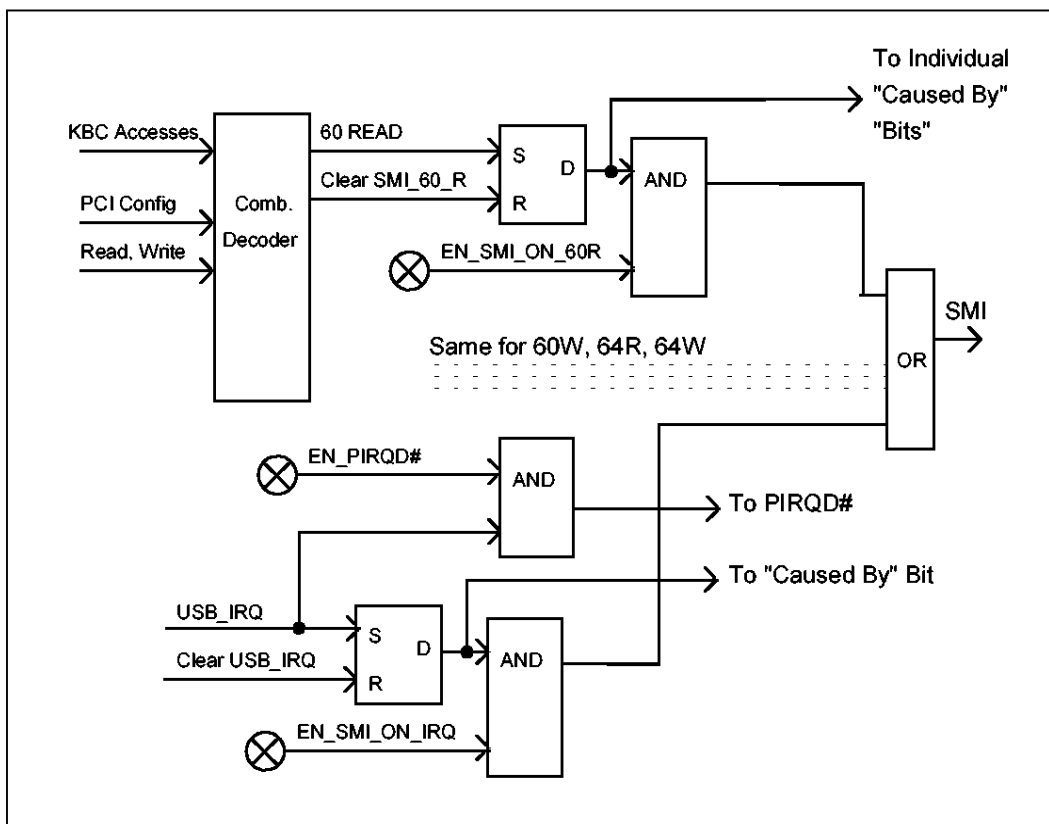 To Individual
"Caused By"
"Bits"
KBC Accesses
60 READ
S
D
AND
Clear SMI_60_R
R
PCI Config
Comb.
Decoder
Read, Write
EN_SMI_ON_60R
SMI
Same for 60W, 64R, 64W
OR
EN_PIRQD#
AND
To PIRQD#
To "Caused By" Bit
USB_IRQ
S
D
AND
Clear USB_IRQ
R
EN_SMI_ON_IRQ